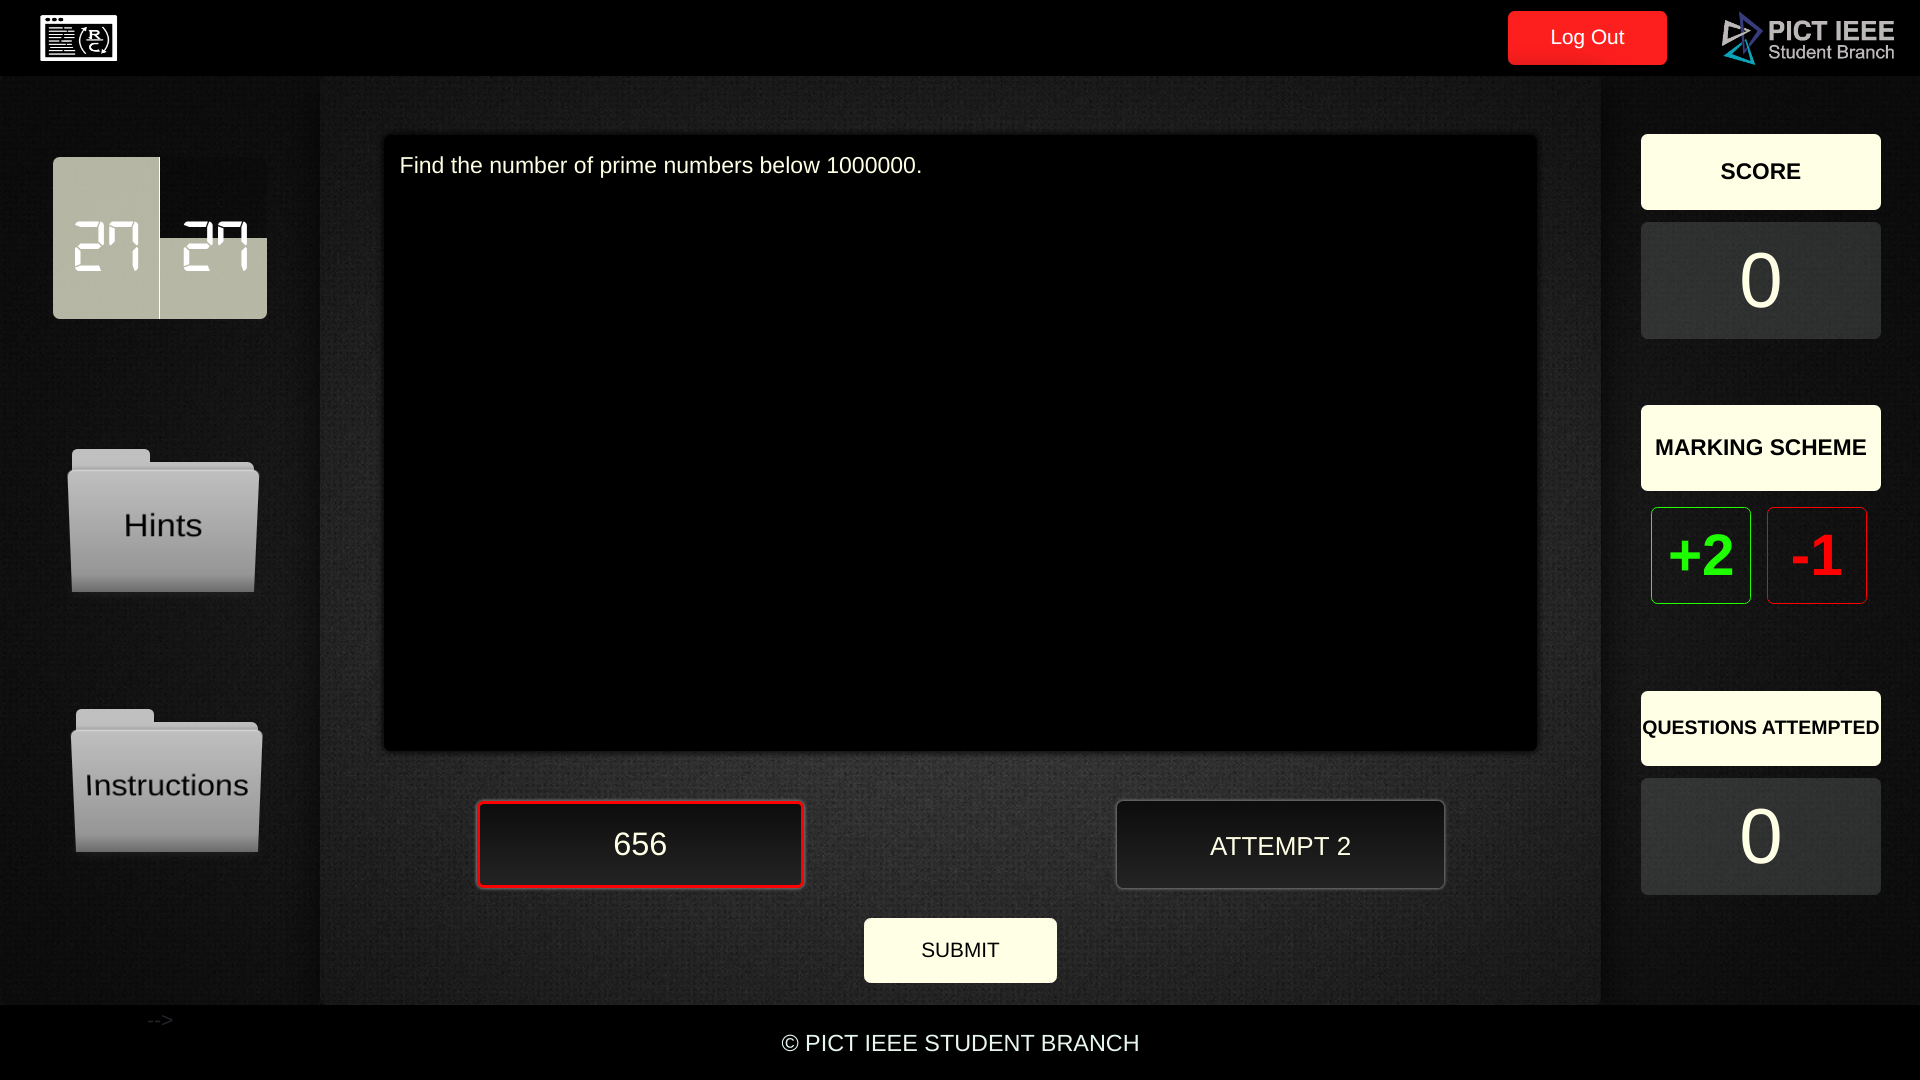 R
C
Log Out
PICT IEEE
Student Branch
27 27
Find the number of prime numbers below 1000000.
SCORE
0
Hints
MARKING SCHEME
+2 -1
Instructions
QUESTIONS ATTEMPTED
0
656
ATTEMPT 2
SUBMIT
-->
© PICT IEEE STUDENT BRANCH